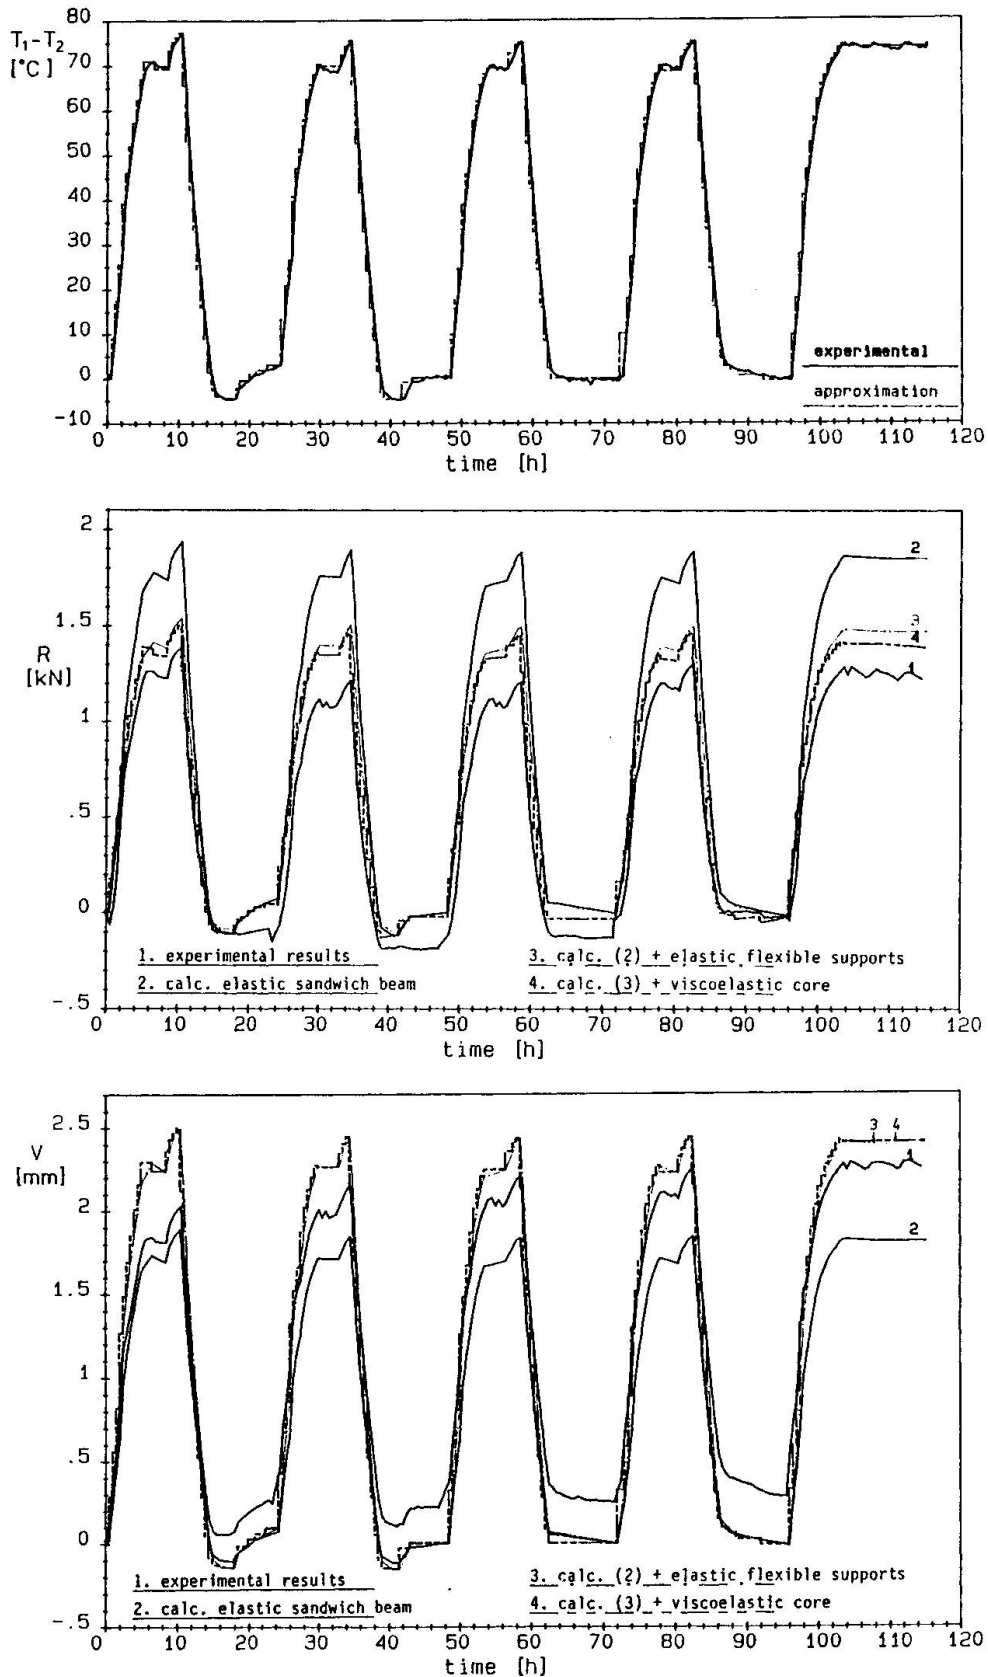 80
T₁-T₂
[°C]
70
60
50
40
30
20
10
0
-10
experimental
approximation
0 10 20 30 40 50 60 70 80 90 100 110 120
time [h]
2
1.5
R
[kN]
1
.5
0
-.5
2
3
4
1
1. experimental results
2. calc. elastic sandwich beam
3. calc. (2) + elastic flexible supports
4. calc. (3) + viscoelastic core
0 10 20 30 40 50 60 70 80 90 100 110 120
time [h]
2.5
V
[mm]
2
1.5
1
.5
0
-.5
3 4
1
2
1. experimental results
2. calc. elastic sandwich beam
3. calc. (2) + elastic flexible supports
4. calc. (3) + viscoelastic core
0 10 20 30 40 50 60 70 80 90 100 110 120
time [h]